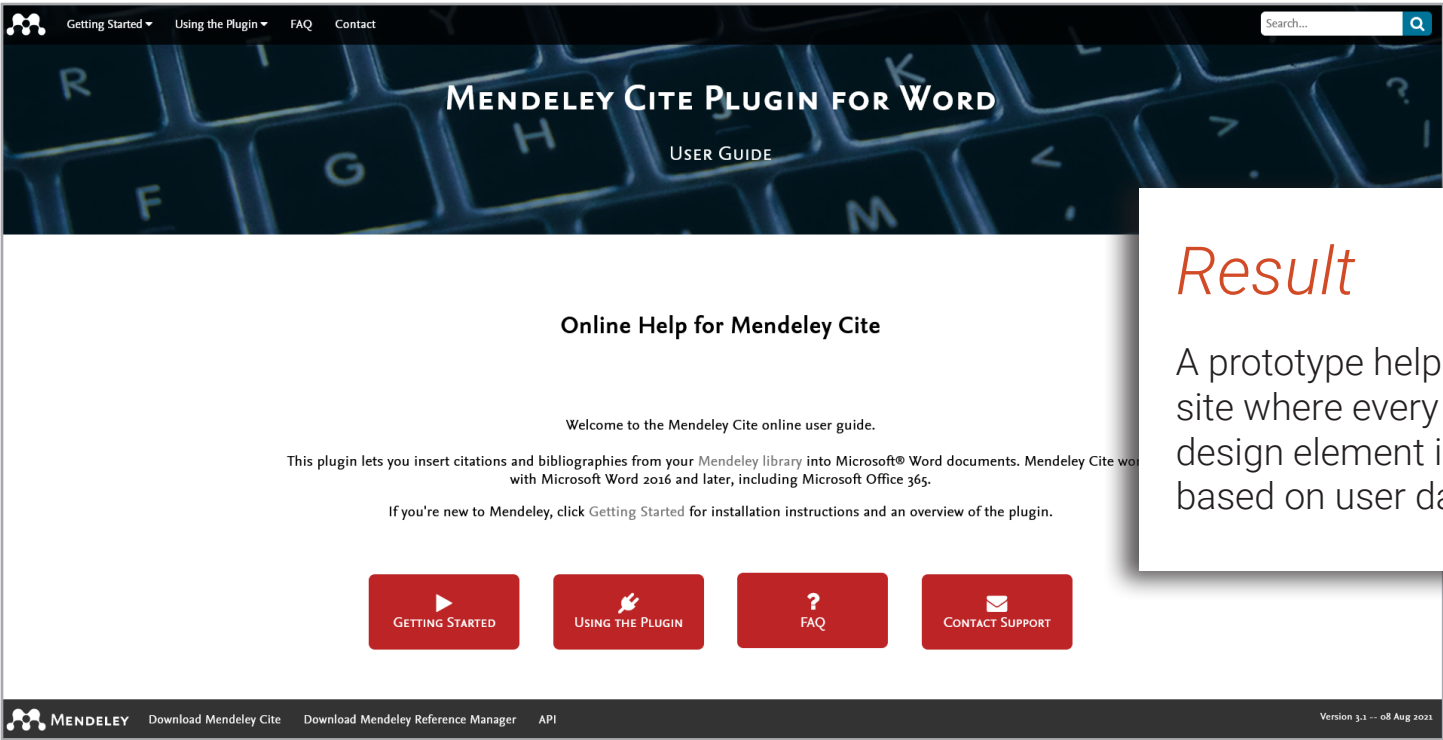 Getting Started Using the Plugin FAQ Contact Search...
MENDELEY CITE PLUGIN FOR WORD
USER GUIDE
R T K L ?
F G H J M < > , .
Result
A prototype help
site where every
design element
based on user
Online Help for Mendeley Cite
Welcome to the Mendeley Cite online user guide.
This plugin lets you insert citations and bibliographies from your Mendeley library into Microsoft® Word documents. Mendeley Cite
with Microsoft Word 2016 and later, including Microsoft Office 365.
If you're new to Mendeley, click Getting Started for installation instructions and an overview of the plugin.
GETTING STARTED
USING THE PLUGIN
?
FAQ
CONTACT SUPPORT
MENDELEY Download Mendeley Cite Download Mendeley Reference Manager API Version 3.1 -- 08 Aug 2021